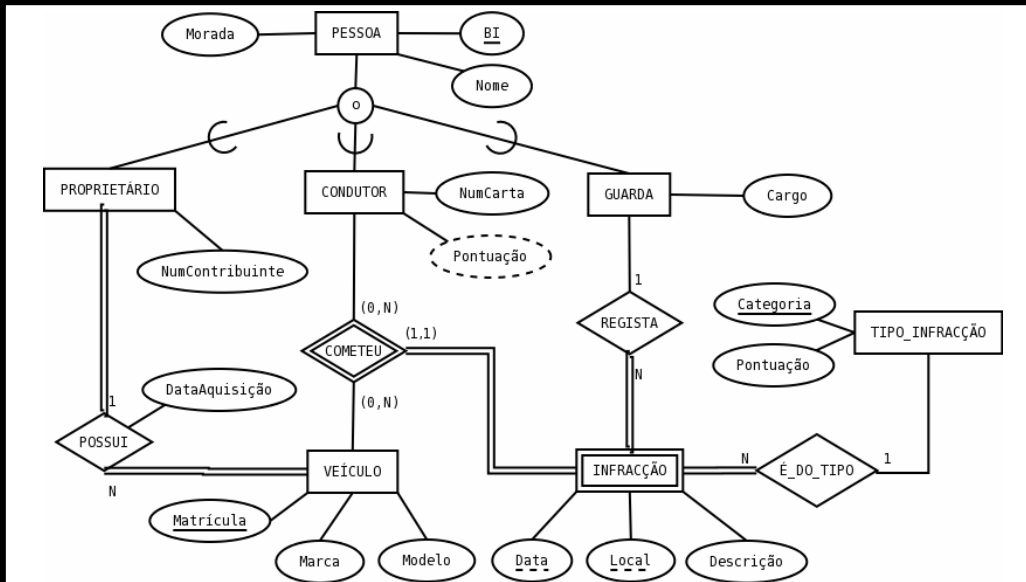 Morada
PESSOA
BI
Nome
o
PROPRIETÁRIO
CONDUTOR
NumCarta
GUARDA
Cargo
NumContribuinte
Pontuação
1
Categoria
(0,N)
REGISTA
TIPO_INFRACÇÃO
(1,1)
COMETEU
Pontuação
N
DataAquisição
1
(0,N)
POSSUI
N
VEÍCULO
INFRACÇÃO
N
É_DO_TIPO
1
Matrícula
Marca
Modelo
Data
Local
Descrição